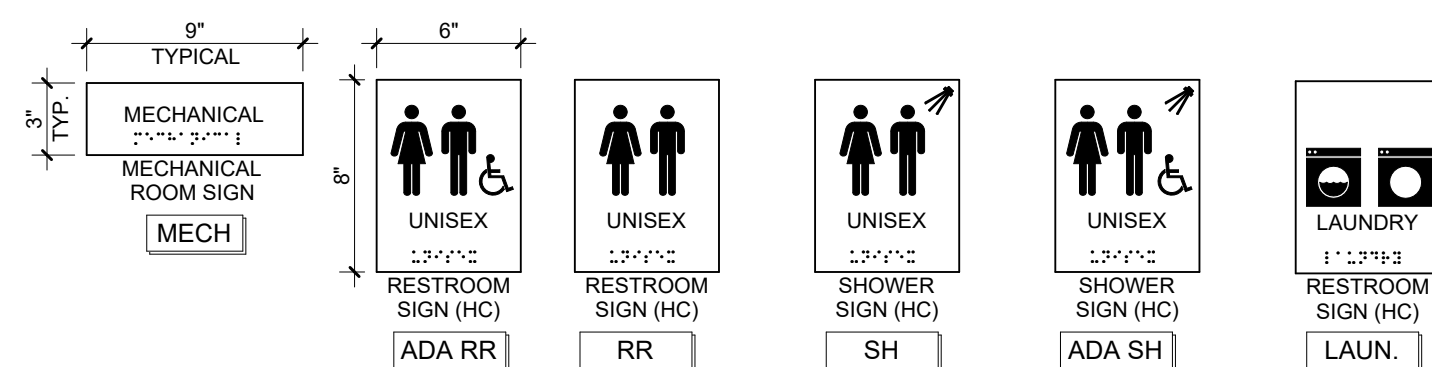 9"
TYPICAL
3"
TYP.
MECHANICAL
⠍⠑⠉⠓⠁⠝⠊⠉⠁⠇
MECHANICAL
ROOM SIGN
MECH
6"
8"
UNISEX
⠥⠝⠊⠎⠑⠭
RESTROOM
SIGN (HC)
ADA RR
UNISEX
⠥⠝⠊⠎⠑⠭
RESTROOM
SIGN (HC)
RR
UNISEX
⠥⠝⠊⠎⠑⠭
SHOWER
SIGN (HC)
SH
UNISEX
⠥⠝⠊⠎⠑⠭
SHOWER
SIGN (HC)
ADA SH
LAUNDRY
⠇⠁⠥⠝⠙⠗⠽
RESTROOM
SIGN (HC)
LAUN.